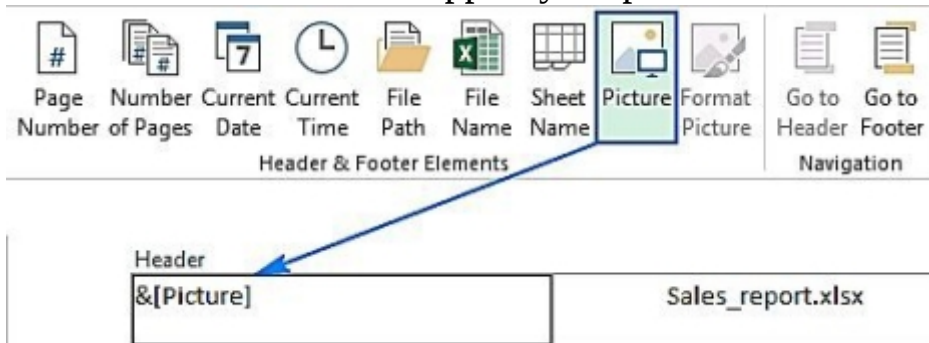 #
#
#
7
Page Number Current Current File File Sheet Picture Format Go to Go to
Number of Pages Date Time Path Name Name Picture Header Footer
Header & Footer Elements Navigation
Header
&[Picture] Sales_report.xlsx